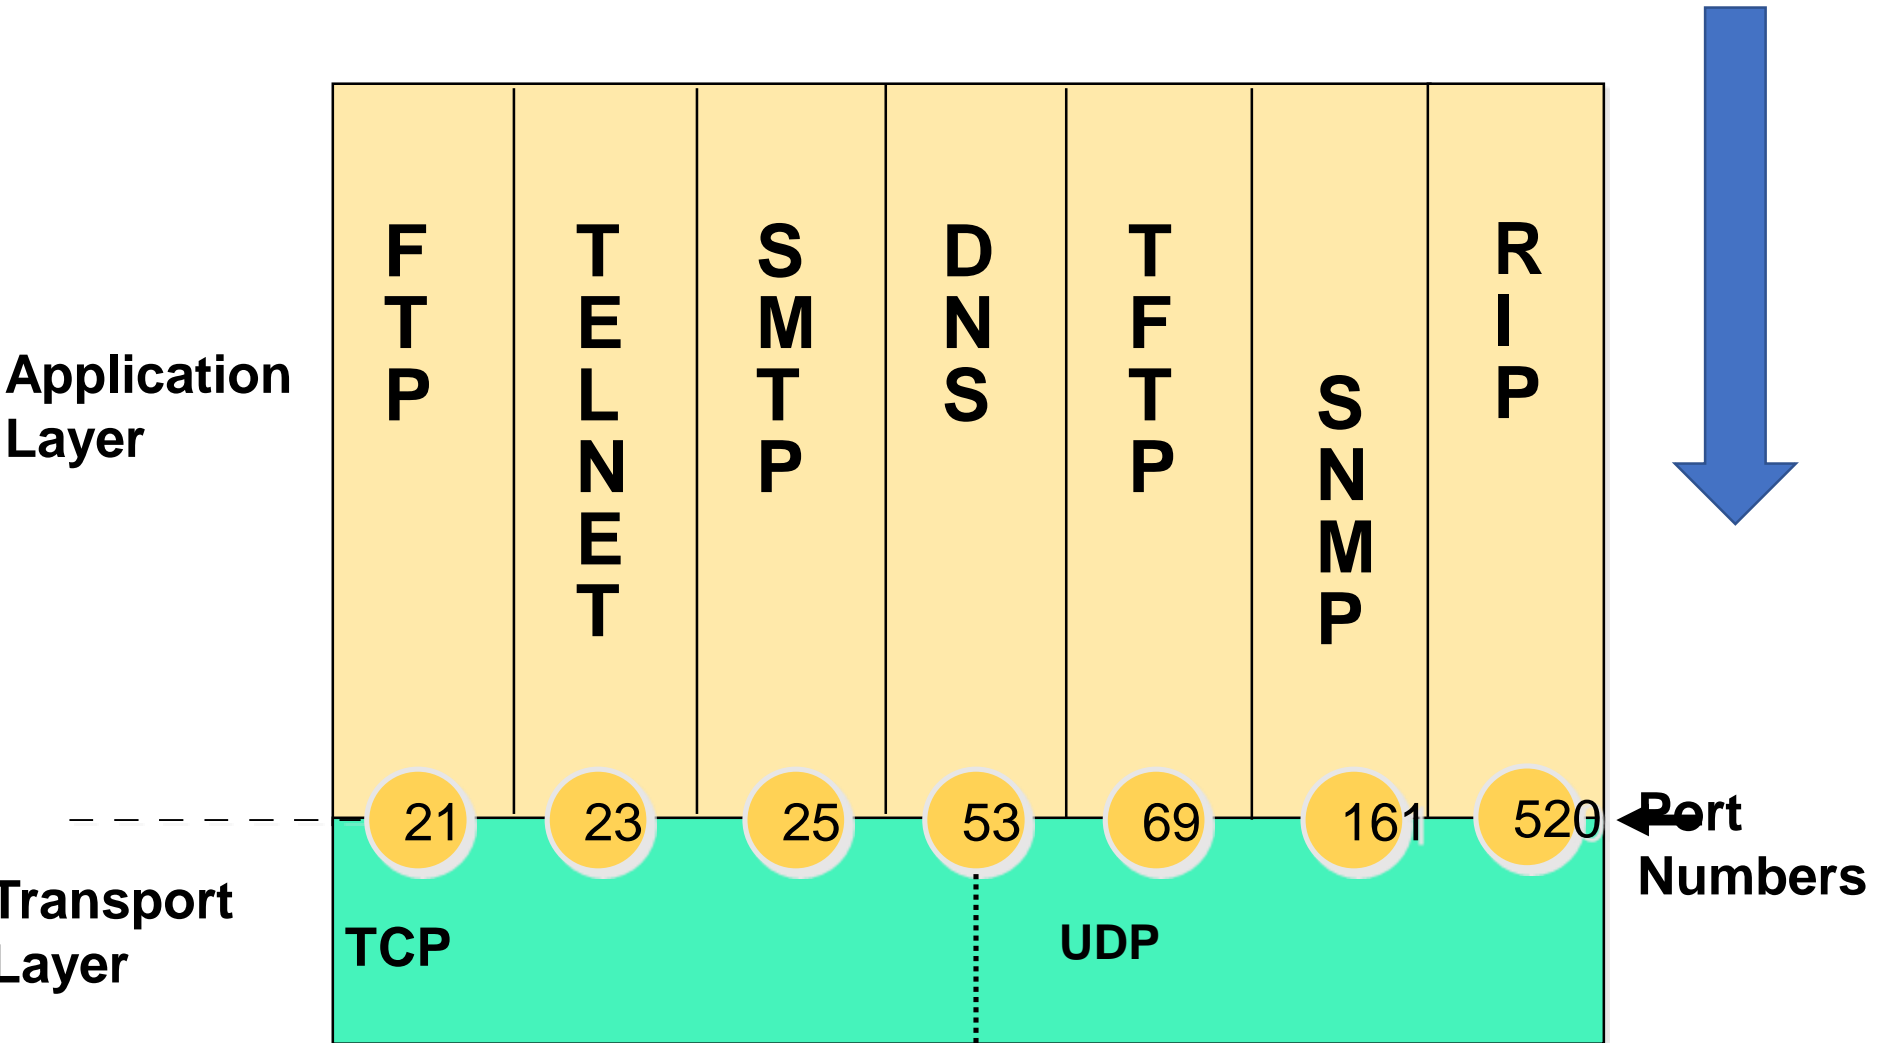 Application
Layer
FTP
TELNET
SMTP
DNS
TFTP
SNMP
RIP
21
23
25
53
69
161
520
Port
Numbers
Transport
Layer
TCP
UDP